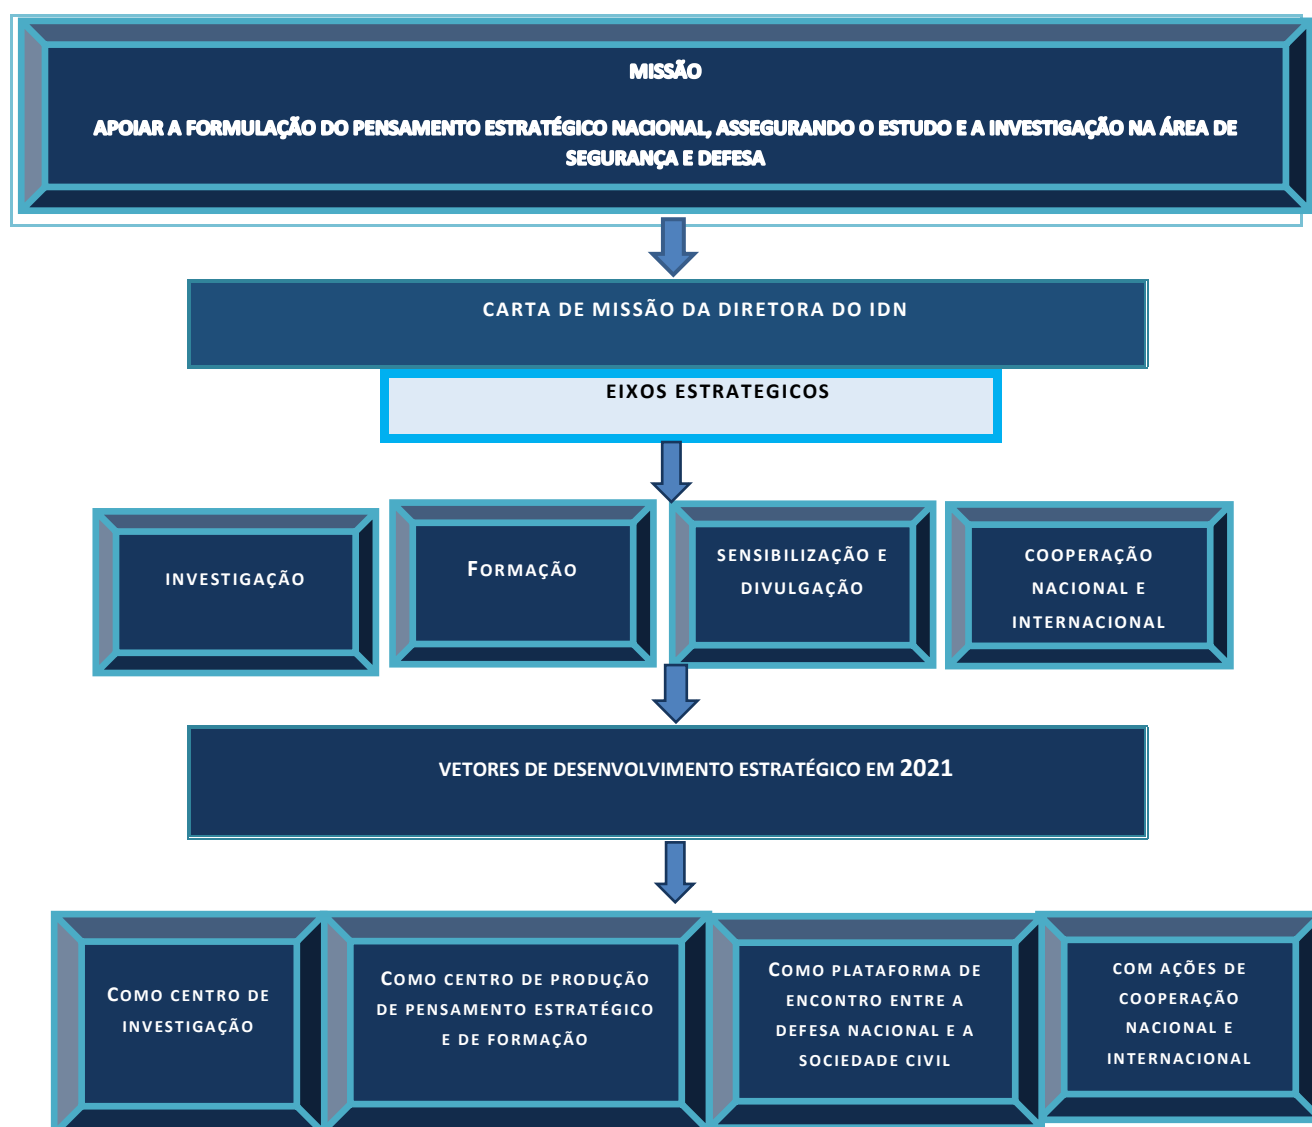 MISSÃO
APOIAR A FORMULAÇÃO DO PENSAMENTO ESTRATÉGICO NACIONAL, ASSEGURANDO O ESTUDO E A INVESTIGAÇÃO NA ÁREA DE
SEGURANÇA E DEFESA
CARTA DE MISSÃO DA DIRETORA DO IDN
EIXOS ESTRATEGICOS
INVESTIGAÇÃO
FORMAÇÃO
SENSIBILIZAÇÃO E
DIVULGAÇÃO
COOPERAÇÃO
NACIONAL E
INTERNACIONAL
VETORES DE DESENVOLVIMENTO ESTRATÉGICO EM 2021
COMO CENTRO DE
INVESTIGAÇÃO
COMO CENTRO DE PRODUÇÃO
DE PENSAMENTO ESTRATÉGICO
E DE FORMAÇÃO
COMO PLATAFORMA DE
ENCONTRO ENTRE A
DEFESA NACIONAL E A
SOCIEDADE CIVIL
COM AÇÕES DE
COOPERAÇÃO
NACIONAL E
INTERNACIONAL